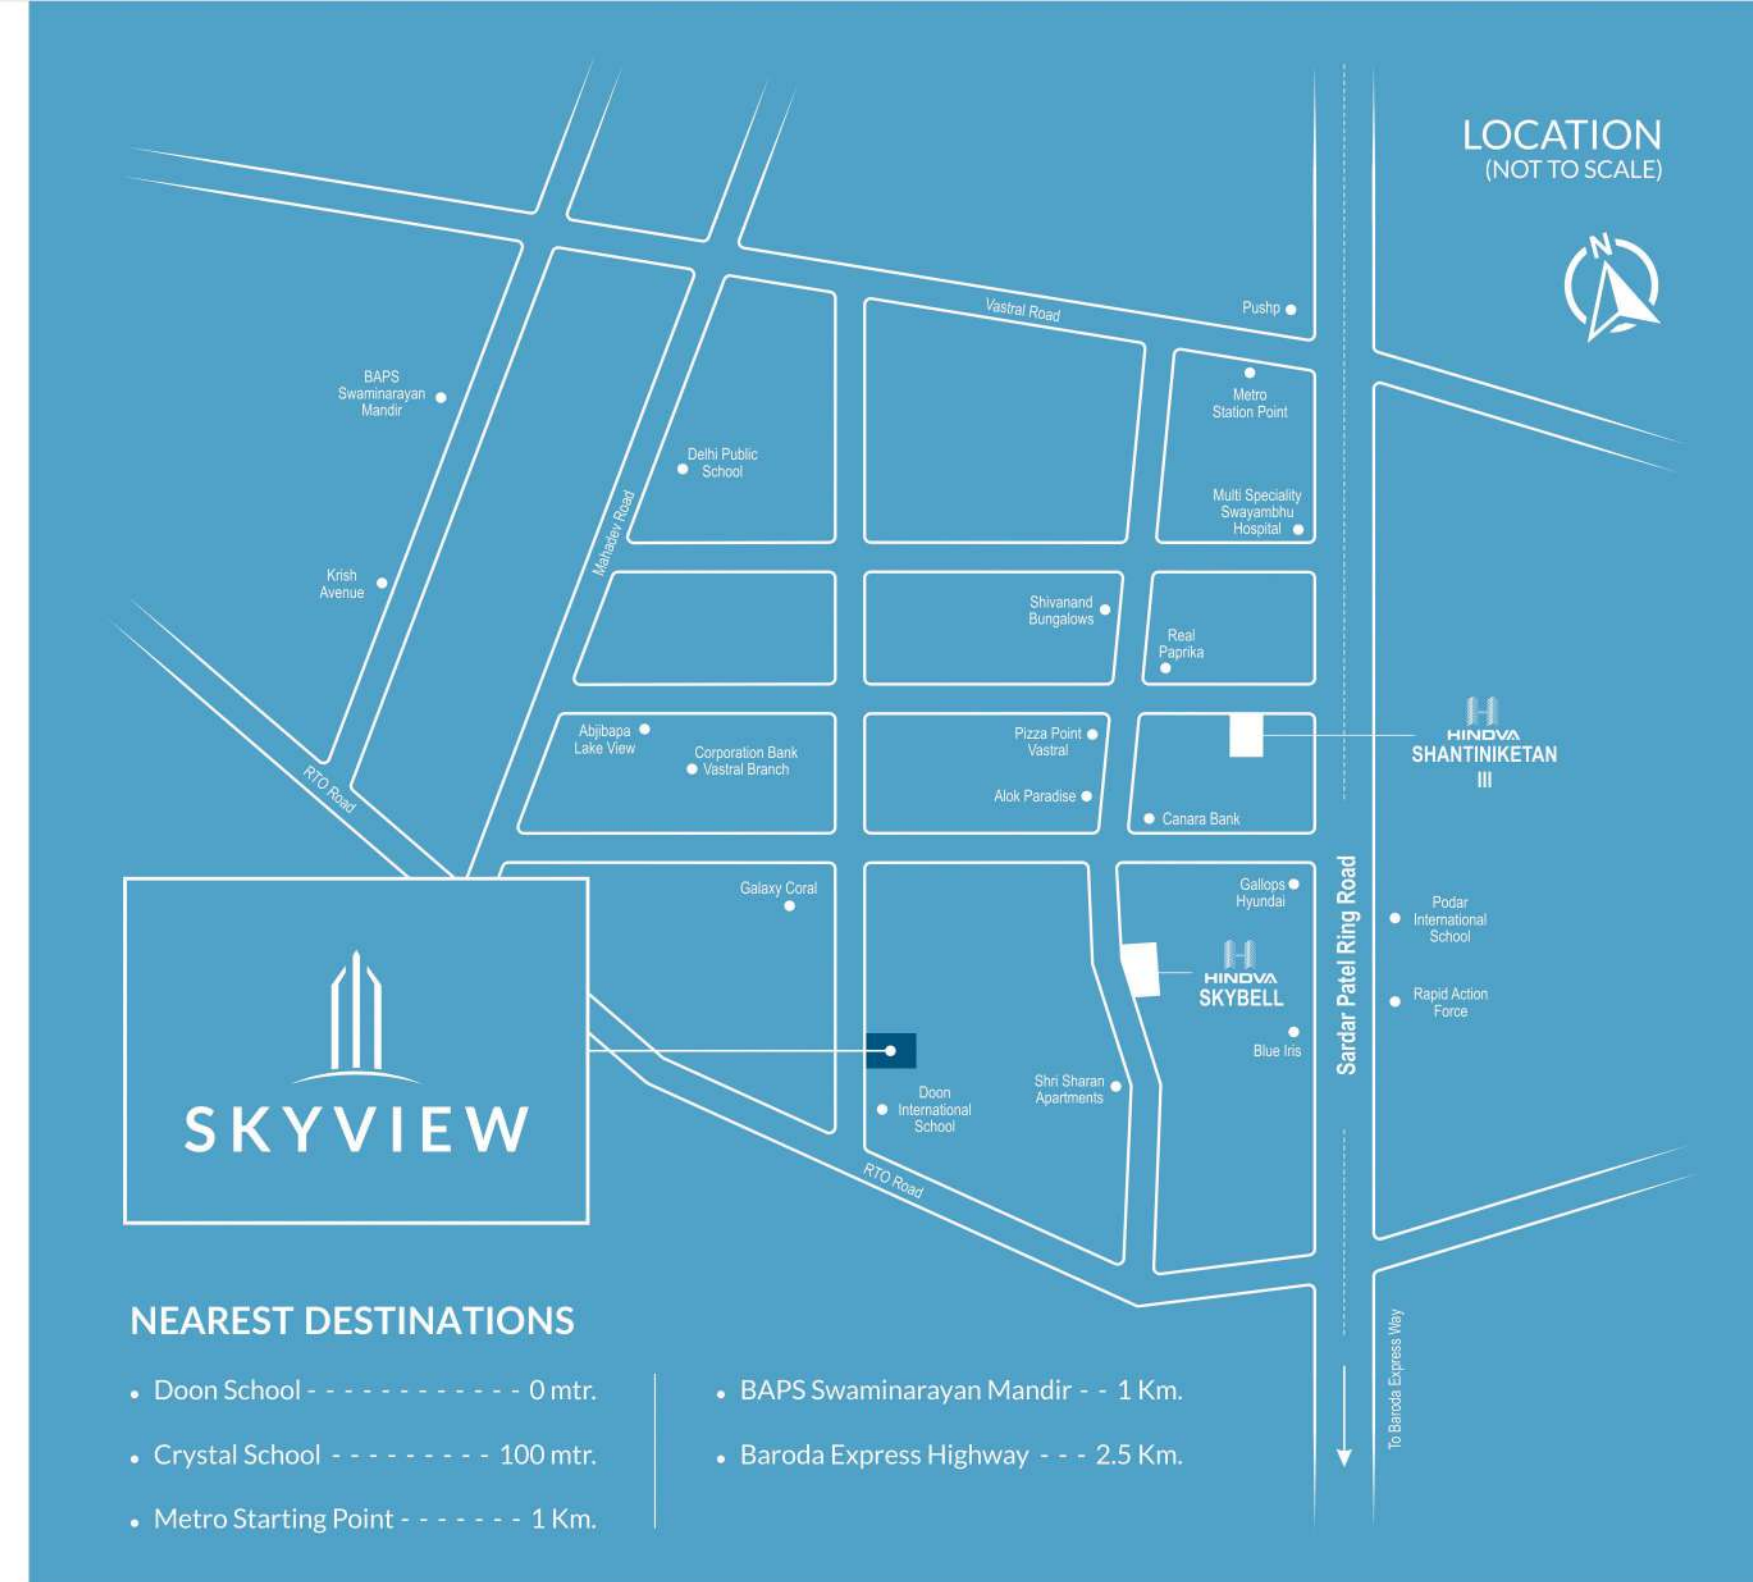 LOCATION
(NOT TO SCALE)
N
Vastral Road
Pushp
BAPS
Swaminarayan
Mandir
Metro
Station Point
Delhi Public
School
Mahadev Road
Multi Speciality
Swayambhu
Hospital
Krish
Avenue
Shivanand
Bungalows
Real
Paprika
Abjibapa
Lake View
Corporation Bank
Vastral Branch
Pizza Point
Vastral
HINDVA
SHANTINIKETAN
III
RTO Road
Alok Paradise
Canara Bank
Galaxy Coral
Gallops
Hyundai
Sardar Patel Ring Road
Podar
International
School
HINDVA
SKYBELL
Rapid Action
Force
Blue Iris
SKYVIEW
Doon
International
School
Shri Sharan
Apartments
RTO Road
To Baroda Express Way
NEAREST DESTINATIONS
• Doon School - - - - - - - - - - - - - 0 mtr.
• Crystal School - - - - - - - - - - 100 mtr.
• Metro Starting Point - - - - - - - 1 Km.
• BAPS Swaminarayan Mandir - - 1 Km.
• Baroda Express Highway - - - 2.5 Km.